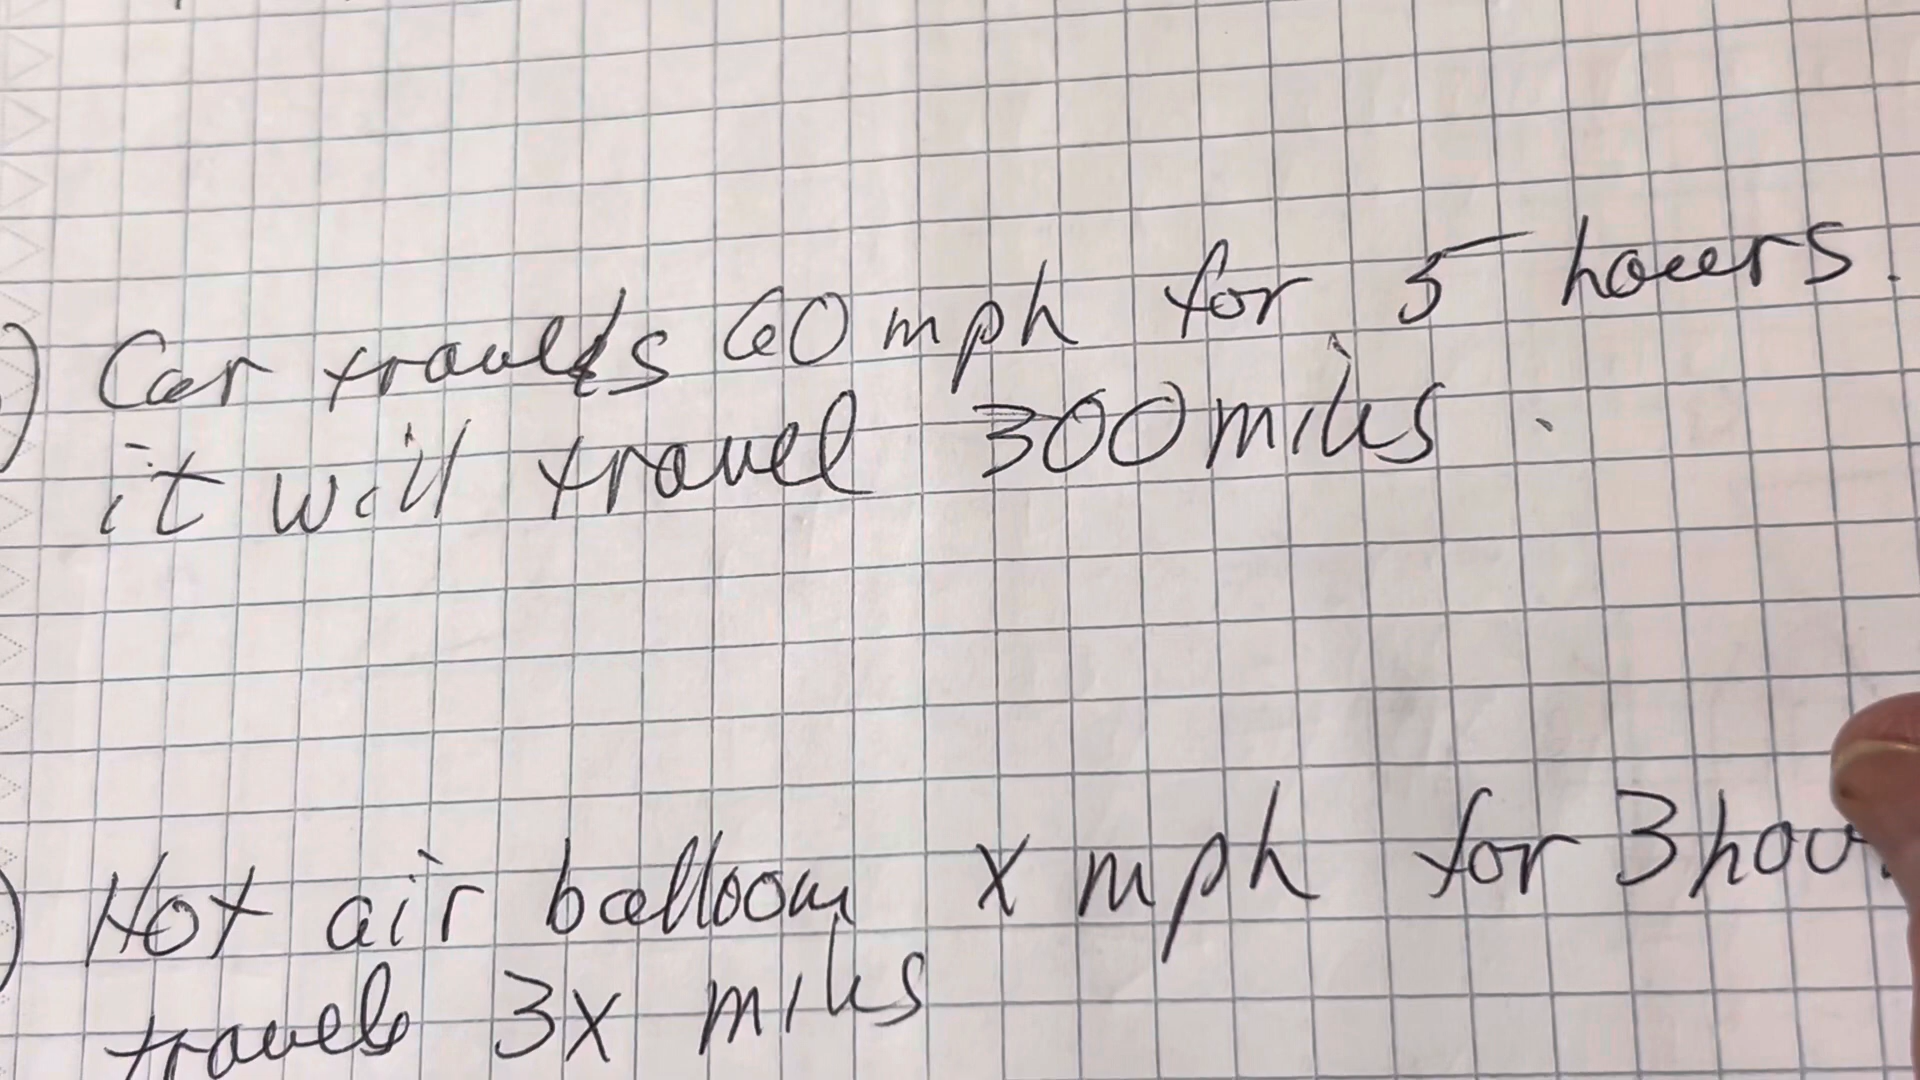 ) Car travels 60 mph for 5 hours.
it will travel 300 miles.
) Hot air balloon x mph for 3 hou
travels 3x miles